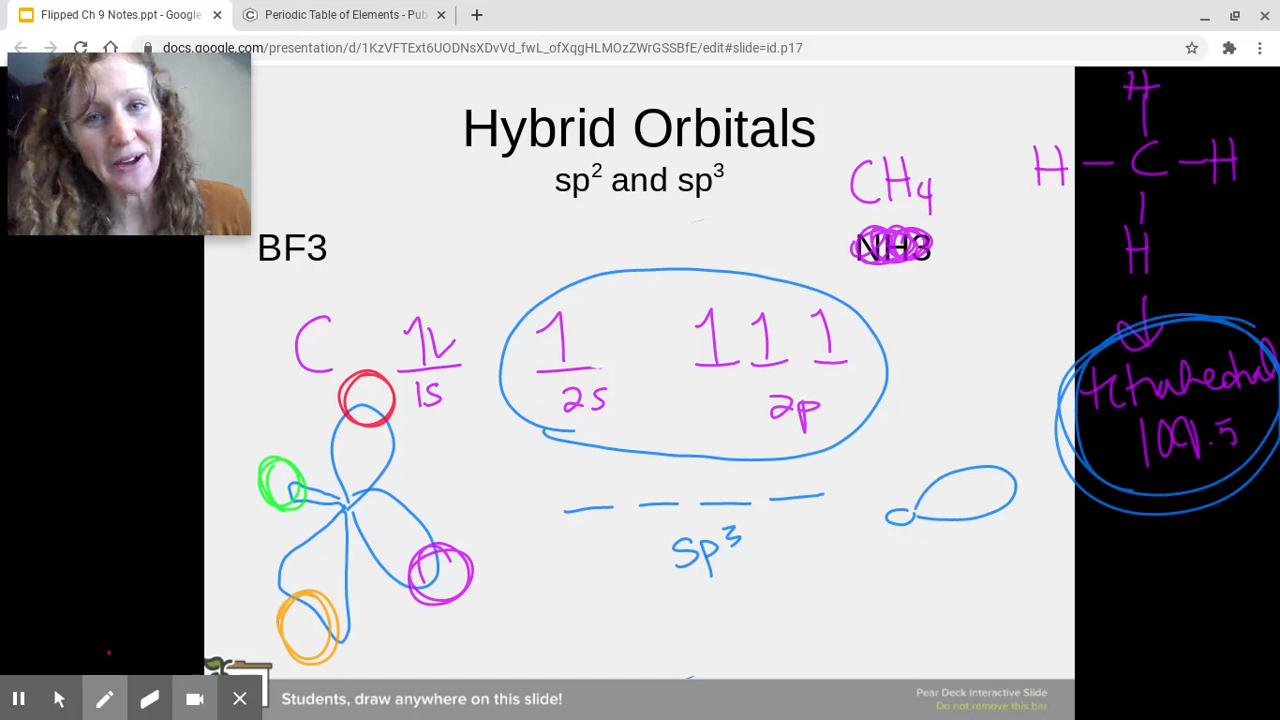 Flipped Ch 9 Notes.ppt - Google
Periodic Table of Elements - Pub
docs.google.com/presentation/d/1KzVFTExt6UODNsXDvVd_fwL_ofXqgHLMOzZWrGSSBfE/edit#slide=id.p17
Hybrid Orbitals
sp² and sp³
BF3
CH4
NH3
H
H - C - H
H
tetrahedral
109.5
C
1s
2s
2p
sp³
Students, draw anywhere on this slide!
Pear Deck Interactive Slide
Do not remove this bar